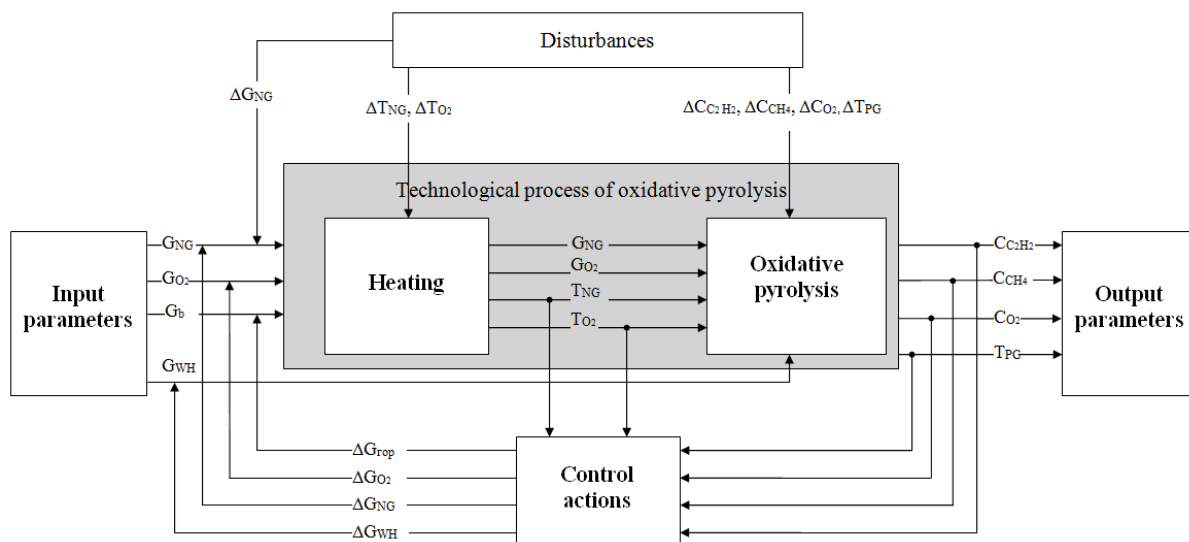 Disturbances
ΔGNG
ΔTNG, ΔTO2
ΔCC2H2, ΔCCH4, ΔCO2, ΔTPG
Technological process of oxidative pyrolysis
Input
parameters
GNG
GO2
Gb
GWH
Heating
GNG
GO2
TNG
TO2
Oxidative
pyrolysis
CC2H2
CCH4
CO2
TPG
Output
parameters
ΔGrop
ΔGO2
ΔGNG
ΔGWH
Control
actions